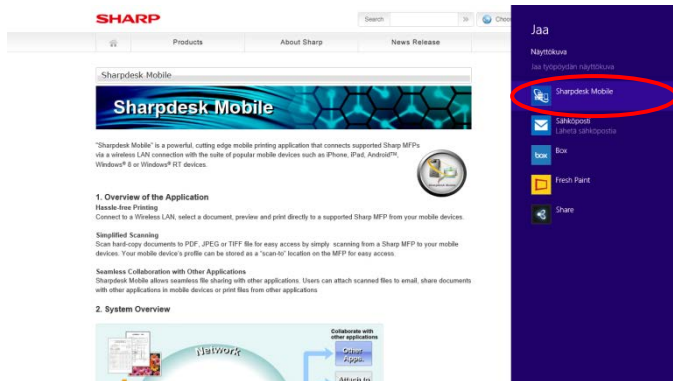 SHARP
Search
Choo
Products About Sharp News Release
Sharpdesk Mobile
Sharpdesk Mobile
"Sharpdesk Mobile" is a powerful, cutting edge mobile printing application that connects supported Sharp MFPs
via a wireless LAN connection with the suite of popular mobile devices such as iPhone, iPad, Android™,
Windows® 8 or Windows® RT devices.
1. Overview of the Application
Hassle-free Printing
Connect to a Wireless LAN, select a document, preview and print directly to a supported Sharp MFP from your mobile devices.
Simplified Scanning
Scan hard-copy documents to PDF, JPEG or TIFF file for easy access by simply scanning from a Sharp MFP to your mobile
devices. Your mobile device's profile can be stored as a "scan-to" location on the MFP for easy access.
Seamless Collaboration with Other Applications
Sharpdesk Mobile allows seamless file sharing with other applications. Users can attach scanned files to email, share documents
with other applications in mobile devices or print files from other applications
2. System Overview
Network
Collaborate with
other applications
Other
Apps.
Attach to
Jaa
Näyttökuva
Jaa työpöydän näyttökuva
Sharpdesk Mobile
Sähköposti
Lähetä sähköpostia
box
Box
Fresh Paint
Share